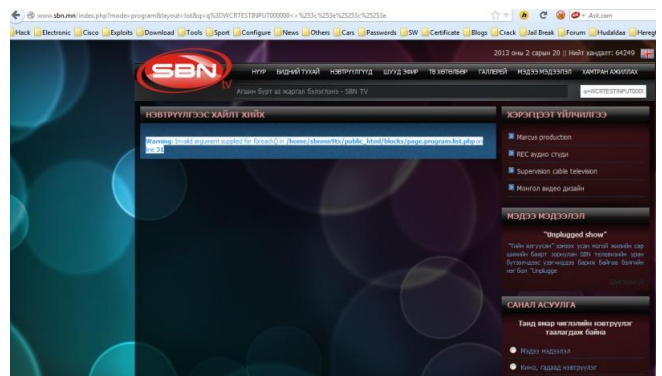 www.sbn.mn/index.php?mode=program&layout=list&q=q%3DWCRTESTINPUT000000<>%253c%253e%25253c%25253e
Ask.com
Hack Electronic Cisco Exploits Download Tools Sport Configure News Others Cars Passwords SW Certificate Blogs Crack Jail Break Forum Hudaldaa
2013 оны 2 сарын 20 || Нийт хандалт: 64249
SBN tv
НҮҮР БИДНИЙ ТУХАЙ НЭВТРҮҮЛГҮҮД ШУУД ЭФИР ТВ ХӨТӨЛБӨР ГАЛЛЕРЕЙ МЭДЭЭ МЭДЭЭЛЭЛ ХАМТРАН АЖИЛЛАХ
Агшин бүрт аз жаргал бэлэглэнэ - SBN TV
q=WCRTESTINPUT000
НЭВТРҮҮЛГЭЭС ХАЙЛТ ХИЙХ
Warning: Invalid argument supplied for foreach() in /home/sbnmn9tx/public_html/blocks/page.program.list.php on
line 31
ХЭРЭГЦЭЭТ ҮЙЛЧИЛГЭЭ
Marcus production
REC аудио студи
Supervision cable television
Монгол видео дизайн
МЭДЭЭ МЭДЭЭЛЭЛ
"Unplugged show"
САНАЛ АСУУЛГА
Танд ямар чиглэлийн нэвтрүүлэг
таалагдаж байна
Мэдээ мэдээлэл
Кино, гадаад нэвтрүүлэг